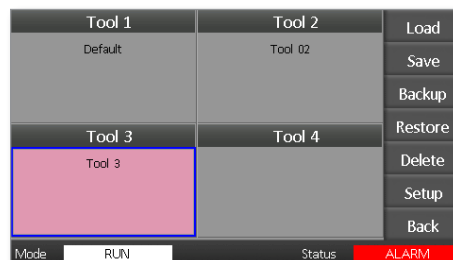 Tool 1
Default
Tool 2
Tool 02
Tool 3
Tool 3
Tool 4
Load
Save
Backup
Restore
Delete
Setup
Back
Mode RUN Status ALARM